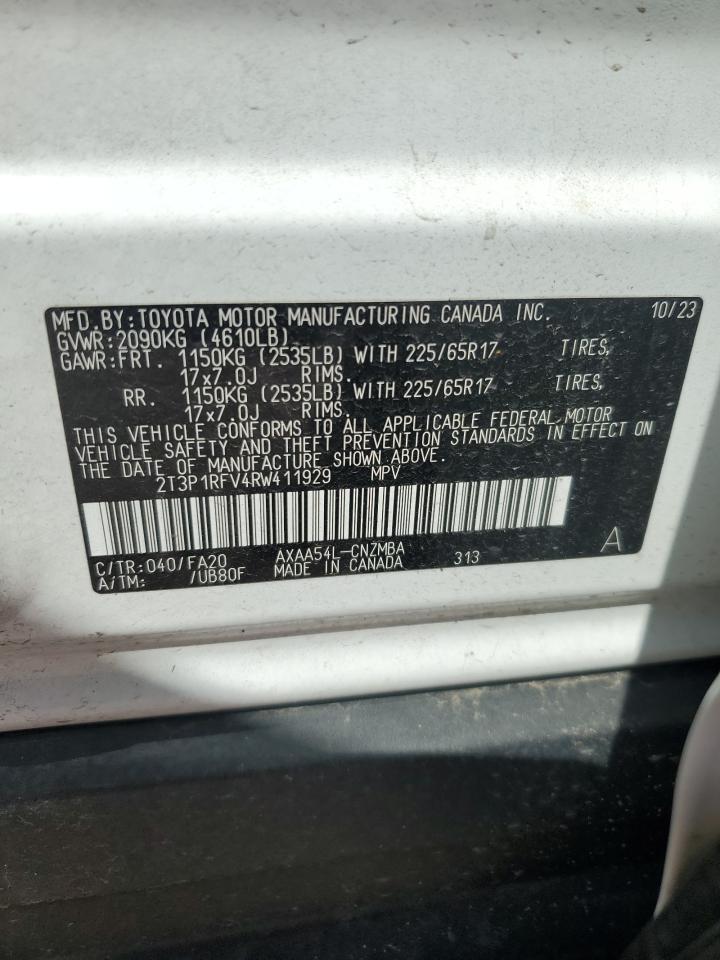 MFD.BY:TOYOTA MOTOR MANUFACTURING CANADA INC. 10/23
GVWR:2090KG (4610LB)
GAWR:FRT. 1150KG (2535LB) WITH 225/65R17 TIRES,
17x7.0J RIMS.
RR. 1150KG (2535LB) WITH 225/65R17 TIRES,
17x7.0J RIMS.
THIS VEHICLE CONFORMS TO ALL APPLICABLE FEDERAL MOTOR
VEHICLE SAFETY AND THEFT PREVENTION STANDARDS IN EFFECT ON
THE DATE OF MANUFACTURE SHOWN ABOVE.
2T3P1RFV4RW411929 MPV
C/TR:040/FA20 AXAA54L-CNZMBA 313 A
A/TM: /UB80F MADE IN CANADA